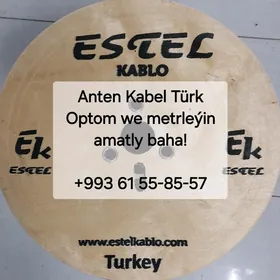 ESTEL
KABLO
Anten Kabel Türk
Optom we metrleýin
amatly baha!
+993 61 55-85-57
Ek
ESTEL
Ek
ESTEL
www.estelkablo.com
Turkey